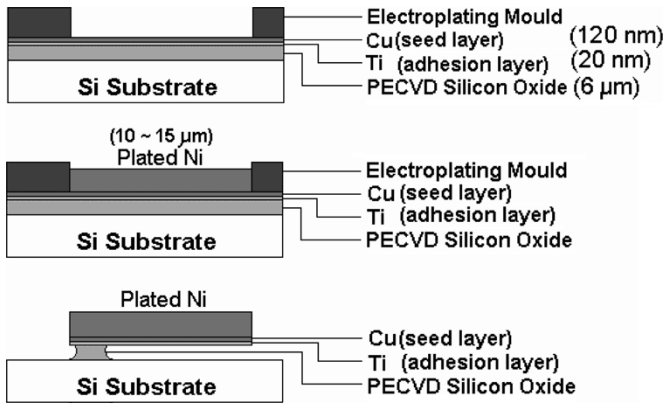 Electroplating Mould
Cu (seed layer) (120 nm)
Ti (adhesion layer) (20 nm)
PECVD Silicon Oxide (6 µm)
Si Substrate
(10 ~ 15 µm)
Plated Ni
Electroplating Mould
Cu (seed layer)
Ti (adhesion layer)
PECVD Silicon Oxide
Si Substrate
Plated Ni
Cu (seed layer)
Ti (adhesion layer)
PECVD Silicon Oxide
Si Substrate